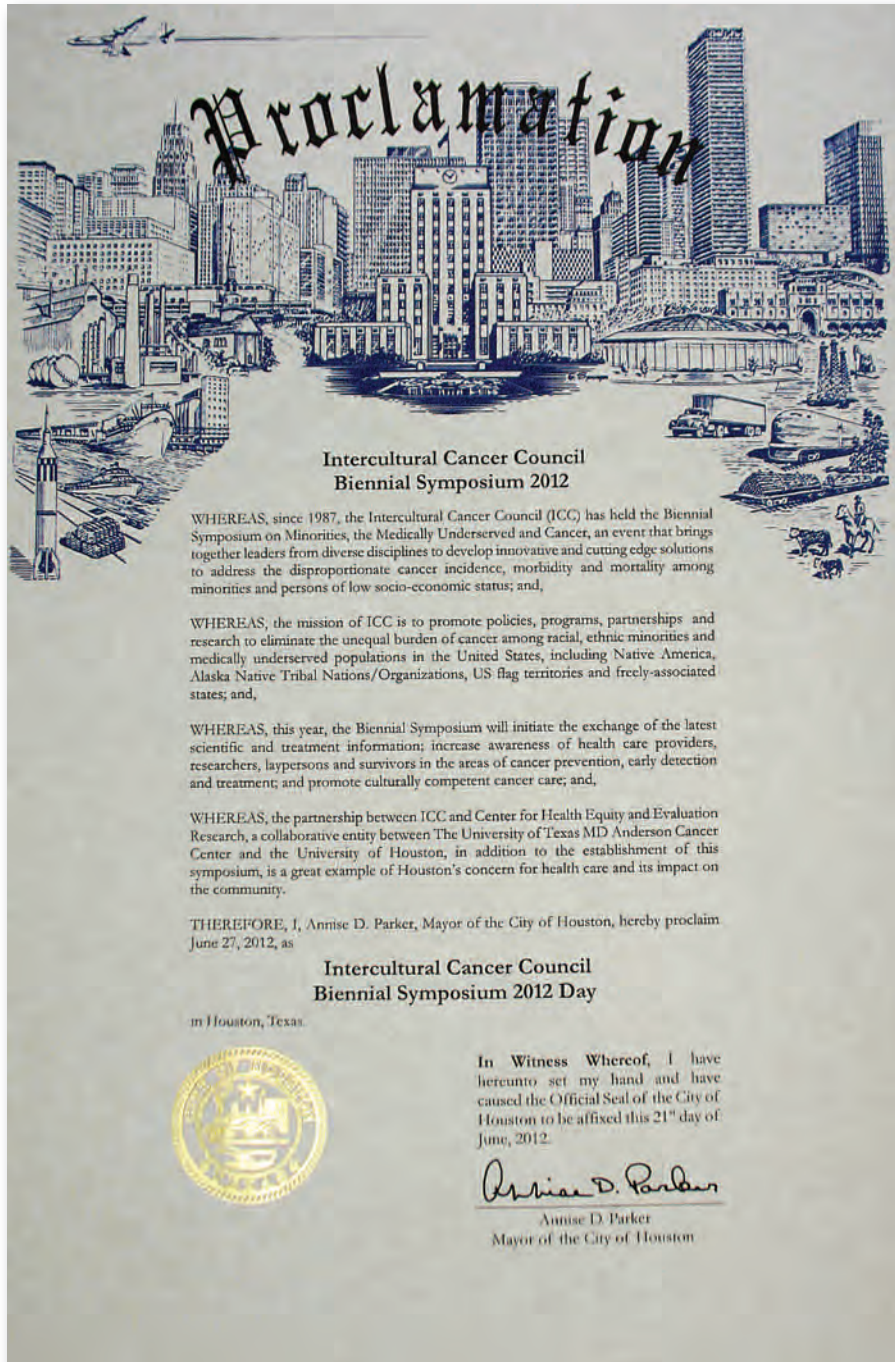 Proclamation
Intercultural Cancer Council
Biennial Symposium 2012
WHEREAS, since 1987, the Intercultural Cancer Council (ICC) has held the Biennial
Symposium on Minorities, the Medically Underserved and Cancer, an event that brings
together leaders from diverse disciplines to develop innovative and cutting edge solutions
to address the disproportionate cancer incidence, morbidity and mortality among
minorities and persons of low socio-economic status; and,
WHEREAS, the mission of ICC is to promote policies, programs, partnerships and
research to eliminate the unequal burden of cancer among racial, ethnic minorities and
medically underserved populations in the United States, including Native America,
Alaska Native Tribal Nations/Organizations, US flag territories and freely-associated
states; and,
WHEREAS, this year, the Biennial Symposium will initiate the exchange of the latest
scientific and treatment information; increase awareness of health care providers,
researchers, laypersons and survivors in the areas of cancer prevention, early detection
and treatment; and promote culturally competent cancer care; and,
WHEREAS, the partnership between ICC and Center for Health Equity and Evaluation
Research, a collaborative entity between The University of Texas MD Anderson Cancer
Center and the University of Houston, in addition to the establishment of this
symposium, is a great example of Houston's concern for health care and its impact on
the community.
THEREFORE, I, Annise D. Parker, Mayor of the City of Houston, hereby proclaim
June 27, 2012, as
Intercultural Cancer Council
Biennial Symposium 2012 Day
in Houston, Texas.
In Witness Whereof, I have
hereunto set my hand and have
caused the Official Seal of the City of
Houston to be affixed this 21st day of
June, 2012.
Annise D. Parker
Annise D. Parker
Mayor of the City of Houston